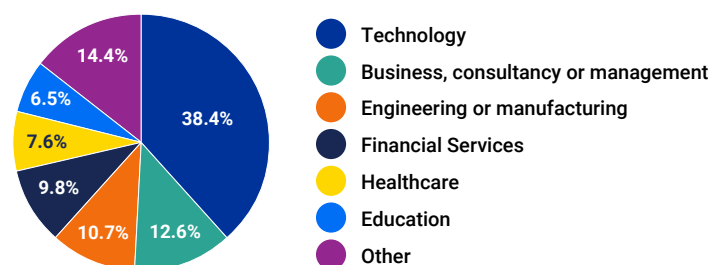 14.4%
38.4%
6.5%
7.6%
9.8%
10.7%
12.6%
Technology
Business, consultancy or management
Engineering or manufacturing
Financial Services
Healthcare
Education
Other